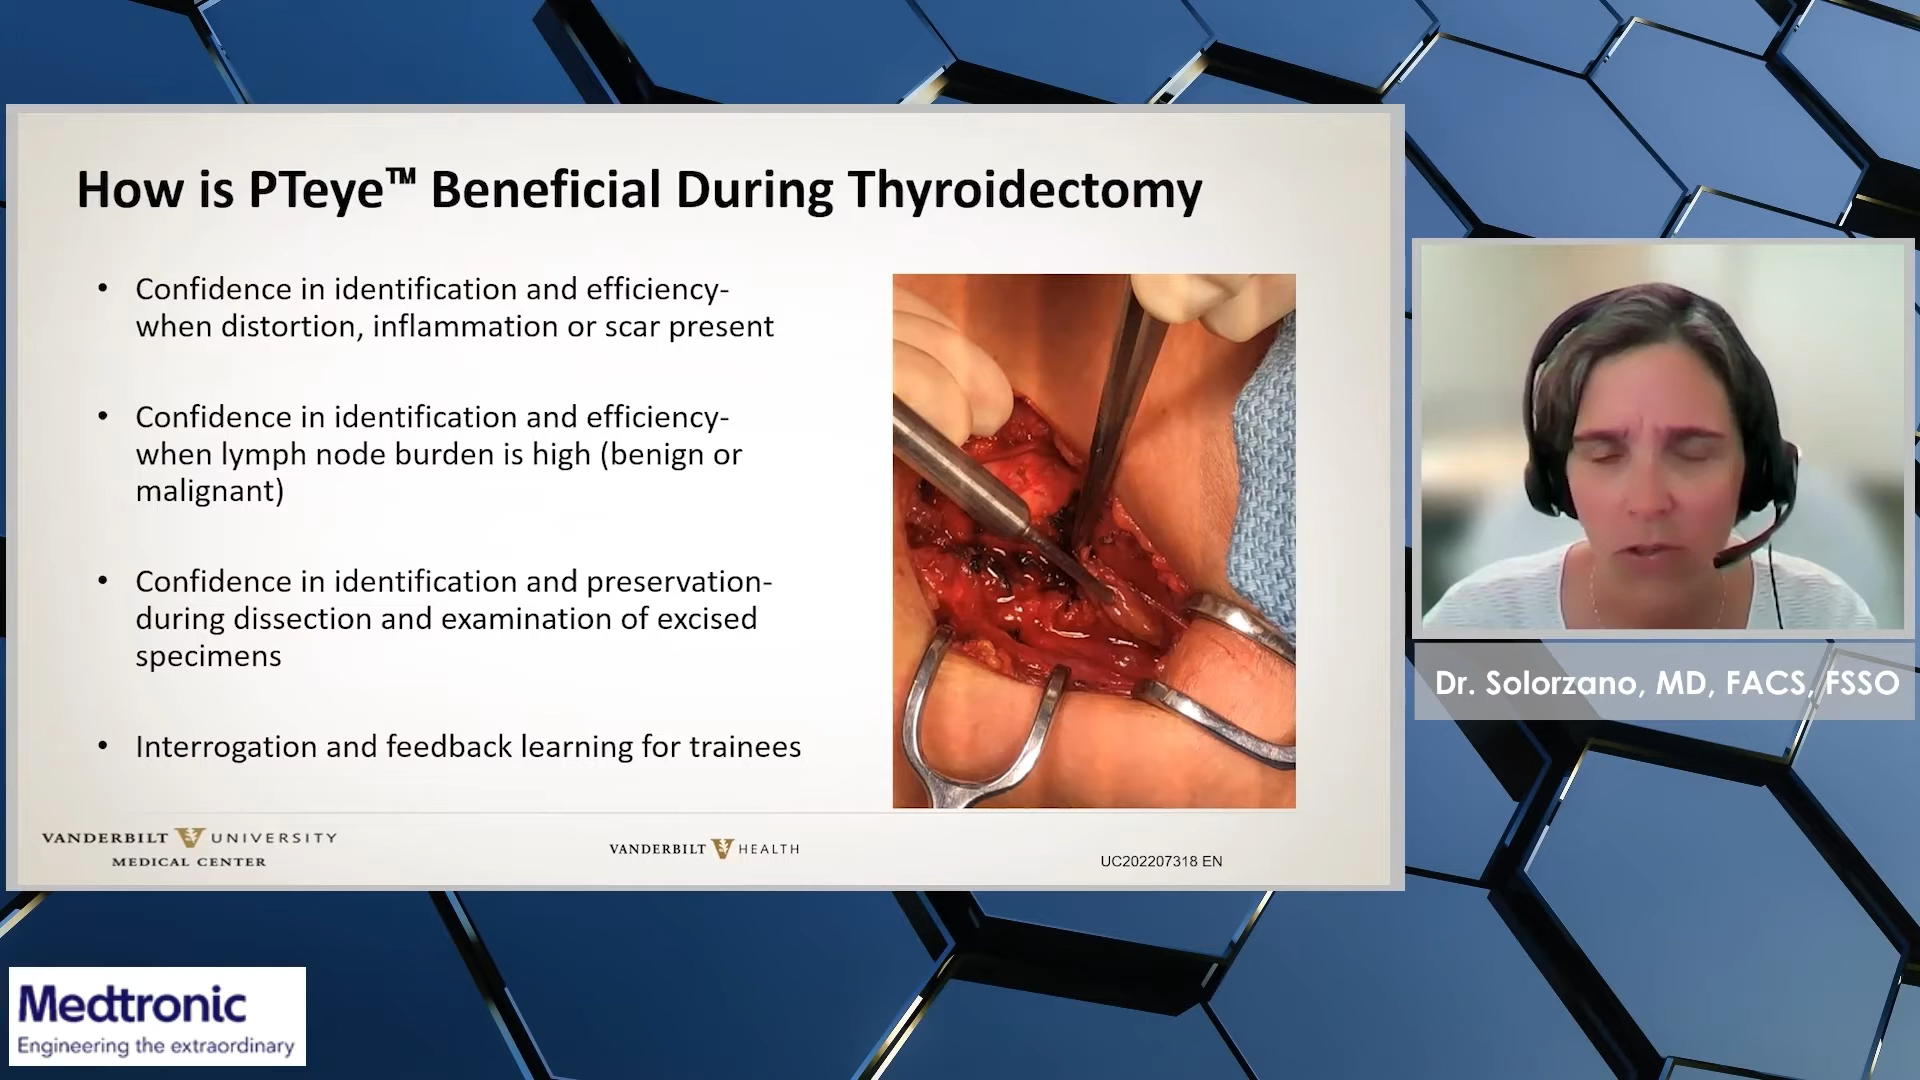 How is PTeye™ Beneficial During Thyroidectomy
• Confidence in identification and efficiency-
when distortion, inflammation or scar present
• Confidence in identification and efficiency-
when lymph node burden is high (benign or
malignant)
• Confidence in identification and preservation-
during dissection and examination of excised
specimens
• Interrogation and feedback learning for trainees
VANDERBILT UNIVERSITY
MEDICAL CENTER
VANDERBILT HEALTH
UC202207318 EN
Dr. Solorzano, MD, FACS, FSSO
Medtronic
Engineering the extraordinary